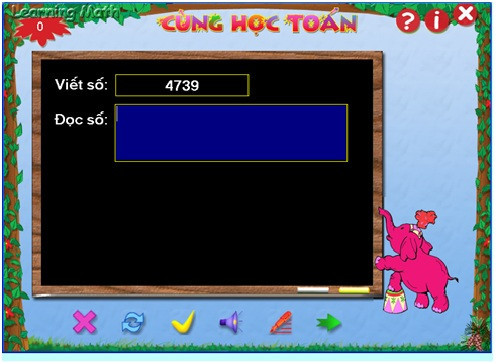 Learning Math
CÙNG HỌC TOÁN
0
? i
Viết số: 4739
Đọc số: